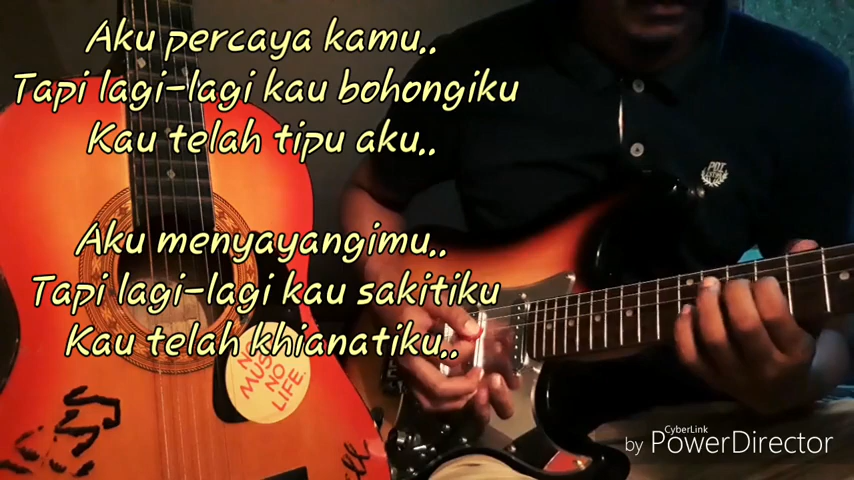 Aku percaya kamu..
Tapi lagi-lagi kau bohongiku
Kau telah tipu aku..
Aku menyayangimu..
Tapi lagi-lagi kau sakitiku
Kau telah khianatiku..
NO
MUSIC
NO
LIFE.
by CyberLink PowerDirector